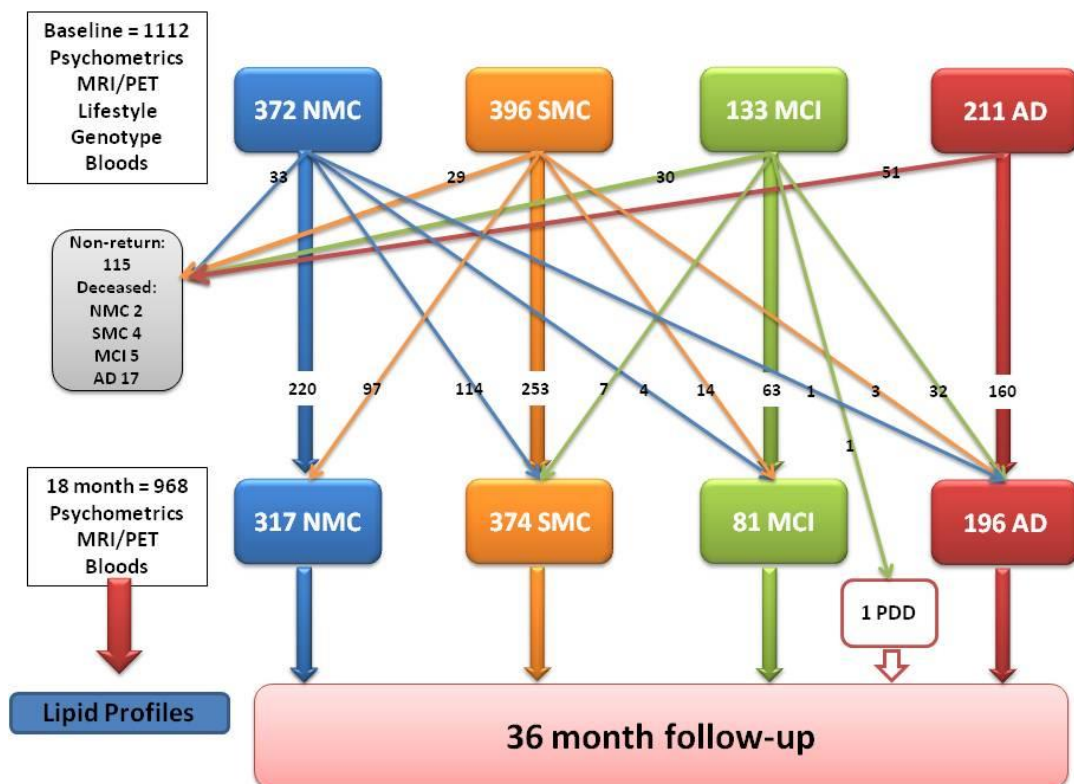 Baseline = 1112
Psychometrics
MRI/PET
Lifestyle
Genotype
Bloods
372 NMC
396 SMC
133 MCI
211 AD
33
29
30
51
Non-return:
115
Deceased:
NMC 2
SMC 4
MCI 5
AD 17
220
97
114
253
7
4
14
63
1
3
32
160
1
18 month = 968
Psychometrics
MRI/PET
Bloods
317 NMC
374 SMC
81 MCI
196 AD
1 PDD
Lipid Profiles
36 month follow-up